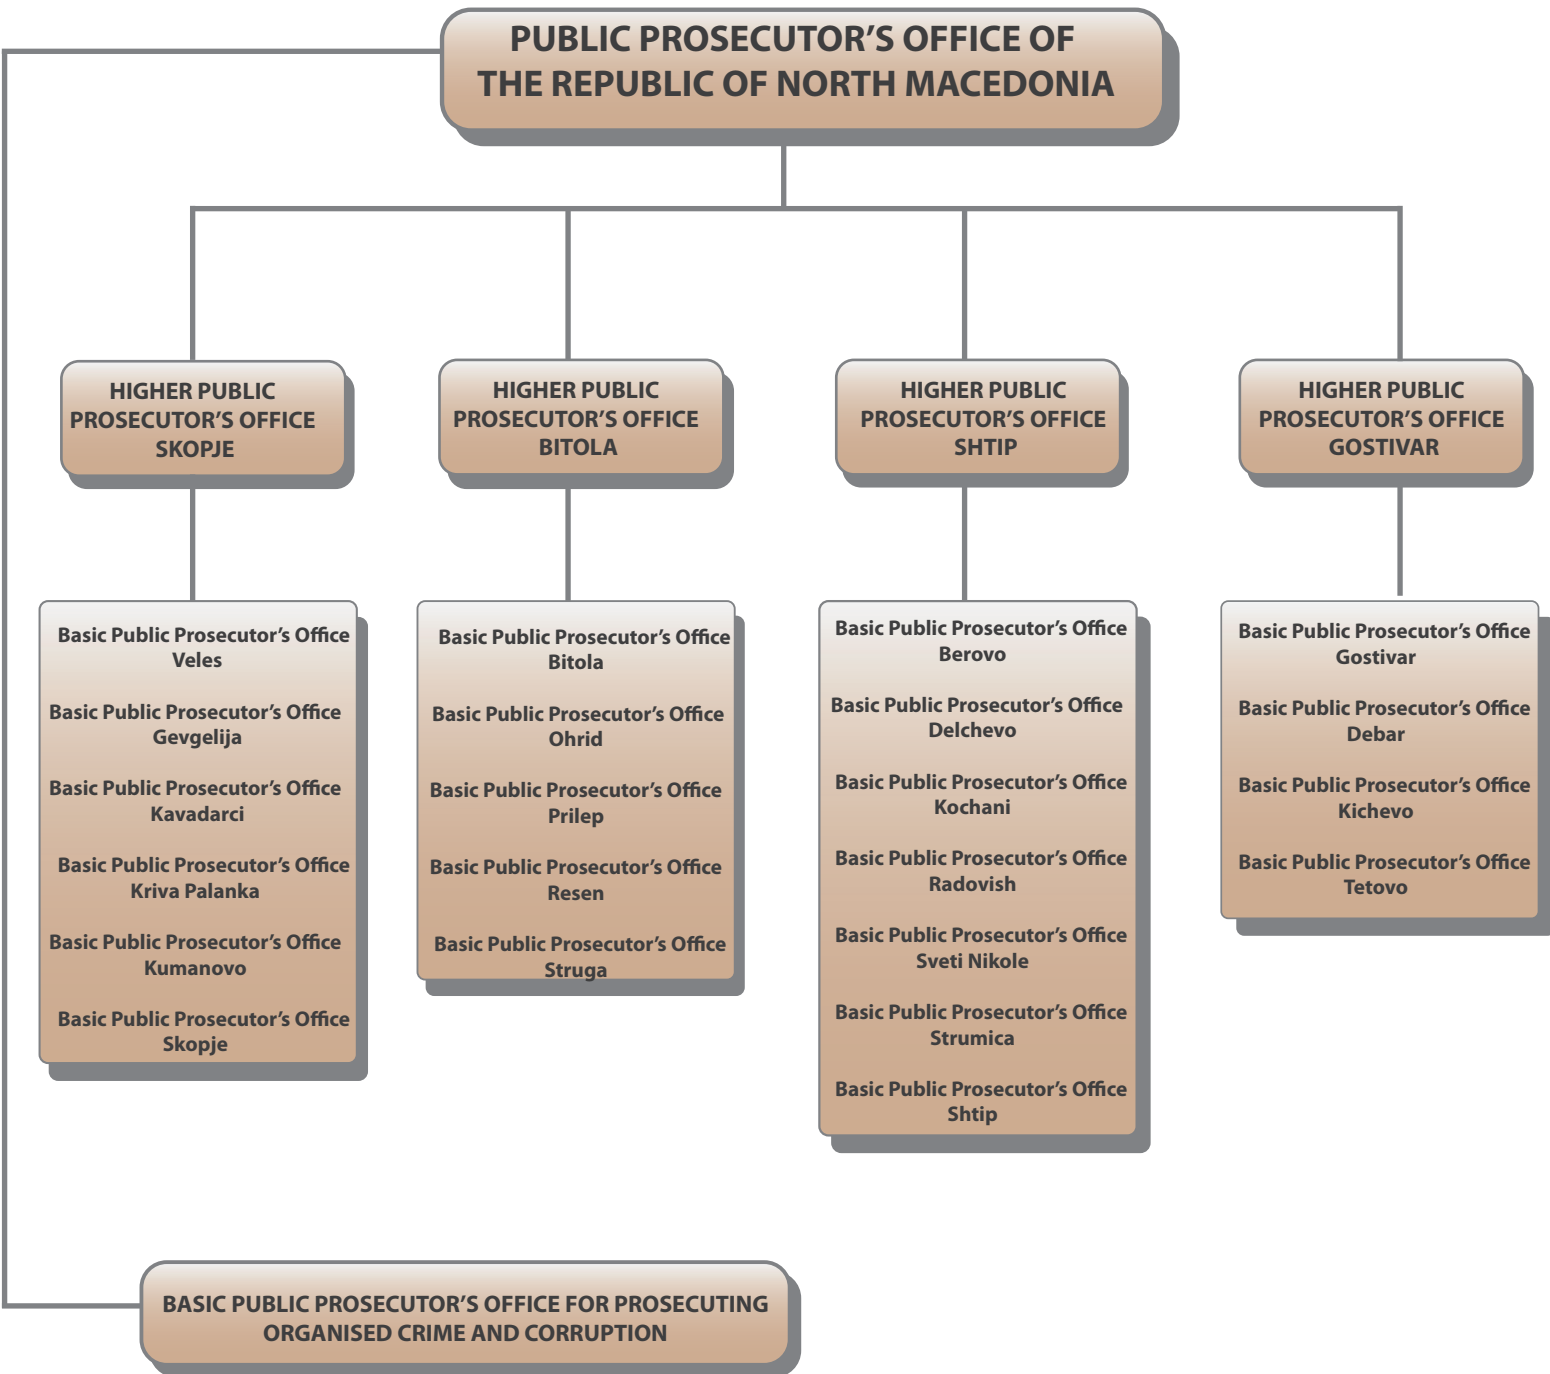 PUBLIC PROSECUTOR’S OFFICE OF
THE REPUBLIC OF NORTH MACEDONIA
HIGHER PUBLIC
PROSECUTOR’S OFFICE
SKOPJE
HIGHER PUBLIC
PROSECUTOR’S OFFICE
BITOLA
HIGHER PUBLIC
PROSECUTOR’S OFFICE
SHTIP
HIGHER PUBLIC
PROSECUTOR’S OFFICE
GOSTIVAR
Basic Public Prosecutor’s Office
Veles
Basic Public Prosecutor’s Office
Gevgelija
Basic Public Prosecutor’s Office
Kavadarci
Basic Public Prosecutor’s Office
Kriva Palanka
Basic Public Prosecutor’s Office
Kumanovo
Basic Public Prosecutor’s Office
Skopje
Basic Public Prosecutor’s Office
Bitola
Basic Public Prosecutor’s Office
Ohrid
Basic Public Prosecutor’s Office
Prilep
Basic Public Prosecutor’s Office
Resen
Basic Public Prosecutor’s Office
Struga
Basic Public Prosecutor’s Office
Berovo
Basic Public Prosecutor’s Office
Delchevo
Basic Public Prosecutor’s Office
Kochani
Basic Public Prosecutor’s Office
Radovish
Basic Public Prosecutor’s Office
Sveti Nikole
Basic Public Prosecutor’s Office
Strumica
Basic Public Prosecutor’s Office
Shtip
Basic Public Prosecutor’s Office
Gostivar
Basic Public Prosecutor’s Office
Debar
Basic Public Prosecutor’s Office
Kichevo
Basic Public Prosecutor’s Office
Tetovo
BASIC PUBLIC PROSECUTOR’S OFFICE FOR PROSECUTING
ORGANISED CRIME AND CORRUPTION